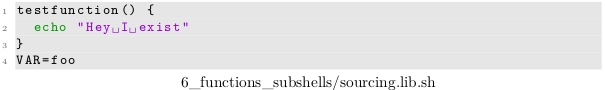 1 testfunction() {
2   echo "Hey␣I␣exist"
3 }
4 VAR=foo
6_functions_subshells/sourcing.lib.sh